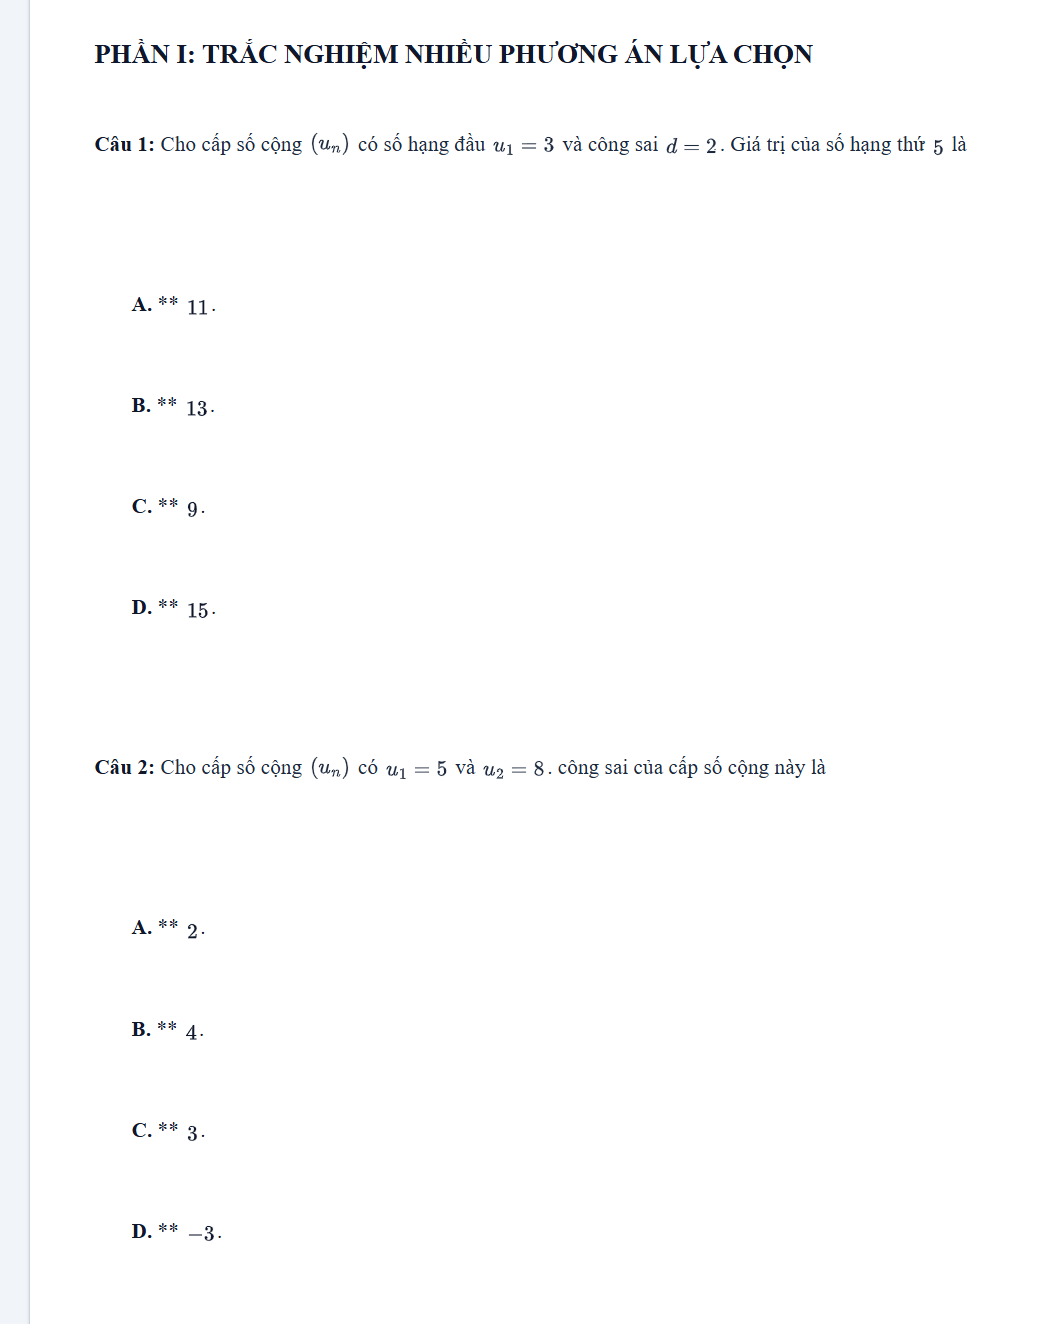 PHẦN I: TRẮC NGHIỆM NHIỀU PHƯƠNG ÁN LỰA CHỌN
Câu 1: Cho cấp số cộng (uₙ) có số hạng đầu u₁ = 3 và công sai d = 2. Giá trị của số hạng thứ 5 là
A. ** 11.
B. ** 13.
C. ** 9.
D. ** 15.
Câu 2: Cho cấp số cộng (uₙ) có u₁ = 5 và u₂ = 8. công sai của cấp số cộng này là
A. ** 2.
B. ** 4.
C. ** 3.
D. ** −3.